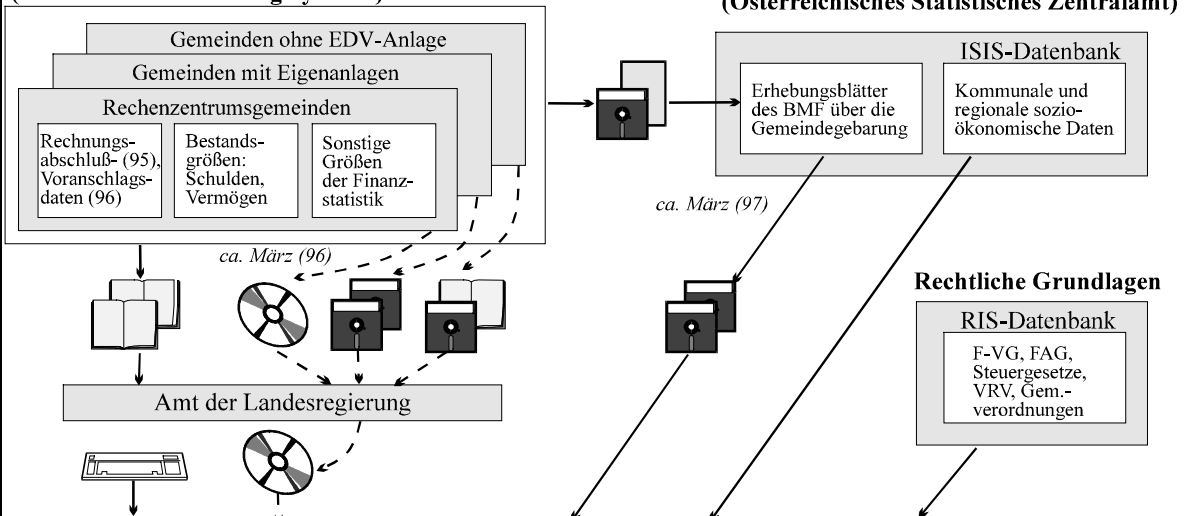 (Österreichisches Statistisches Zentralamt)
Gemeinden ohne EDV-Anlage
Gemeinden mit Eigenanlagen
Rechenzentrumsgemeinden
Rechnungs-
abschluß- (95),
Voranschlags-
daten (96)
Bestands-
größen:
Schulden,
Vermögen
Sonstige
Größen
der Finanz-
statistik
ISIS-Datenbank
Erhebungsblätter
des BMF über die
Gemeindegebarung
Kommunale und
regionale sozio-
ökonomische Daten
ca. März (97)
ca. März (96)
Rechtliche Grundlagen
RIS-Datenbank
F-VG, FAG,
Steuergesetze,
VRV, Gem.-
verordnungen
Amt der Landesregierung